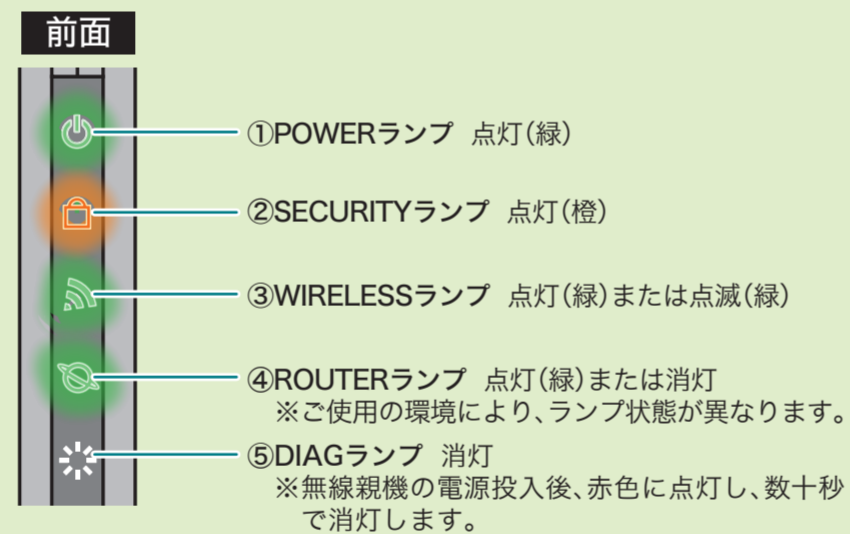 前面
①POWERランプ 点灯(緑)
②SECURITYランプ 点灯(橙)
③WIRELESSランプ 点灯(緑)または点滅(緑)
④ROUTERランプ 点灯(緑)または消灯
※ご使用の環境により、ランプ状態が異なります。
⑤DIAGランプ 消灯
※無線親機の電源投入後、赤色に点灯し、数十秒
で消灯します。